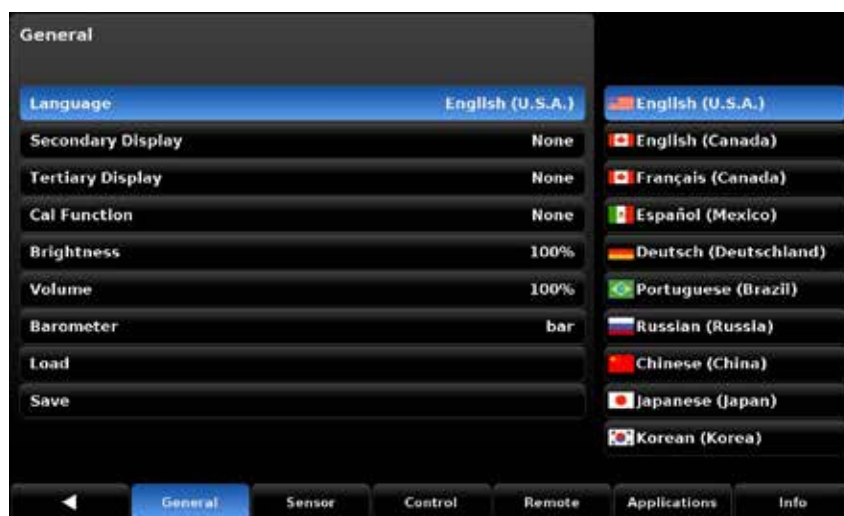 General
Language English (U.S.A.)
Secondary Display None
Tertiary Display None
Cal Function None
Brightness 100%
Volume 100%
Barometer bar
Load
Save
English (U.S.A.)
English (Canada)
Français (Canada)
Español (Mexico)
Deutsch (Deutschland)
Portuguese (Brazil)
Russian (Russia)
Chinese (China)
Japanese (Japan)
Korean (Korea)
General Sensor Control Remote Applications Info